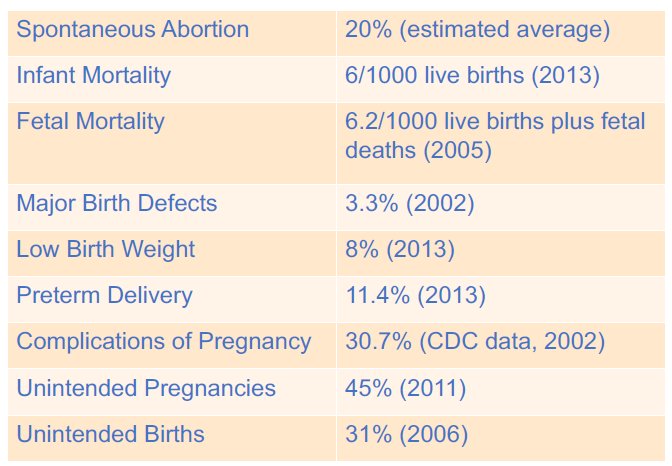 Spontaneous Abortion 20% (estimated average)
Infant Mortality 6/1000 live births (2013)
Fetal Mortality 6.2/1000 live births plus fetal
deaths (2005)
Major Birth Defects 3.3% (2002)
Low Birth Weight 8% (2013)
Preterm Delivery 11.4% (2013)
Complications of Pregnancy 30.7% (CDC data, 2002)
Unintended Pregnancies 45% (2011)
Unintended Births 31% (2006)